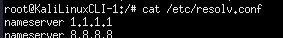 root@KaliLinuxCLI-1:/# cat /etc/resolv.conf
nameserver 1.1.1.1
nameserver 8.8.8.8